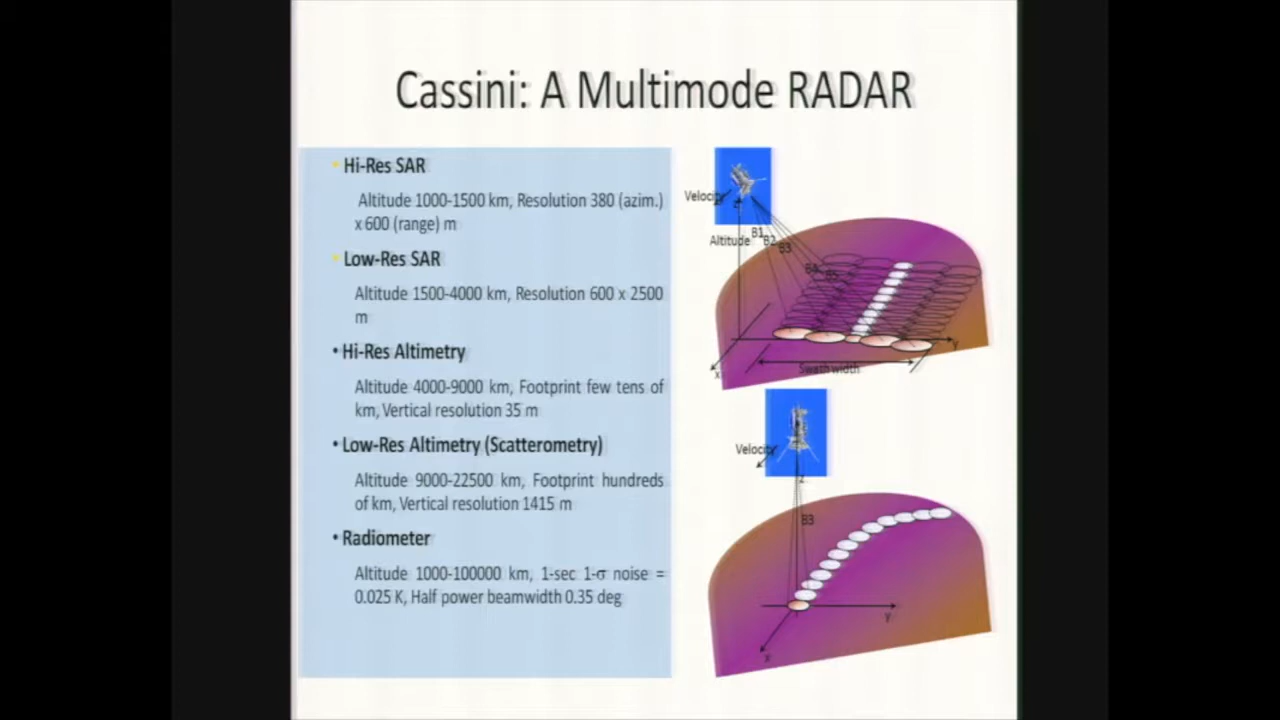 Cassini: A Multimode RADAR
• Hi-Res SAR
Altitude 1000-1500 km, Resolution 380 (azim.)
x 600 (range) m
• Low-Res SAR
Altitude 1500-4000 km, Resolution 600 x 2500
m
• Hi-Res Altimetry
Altitude 4000-9000 km, Footprint few tens of
km, Vertical resolution 35 m
• Low-Res Altimetry (Scatterometry)
Altitude 9000-22500 km, Footprint hundreds
of km, Vertical resolution 1415 m
• Radiometer
Altitude 1000-100000 km, 1-sec 1-σ noise =
0.025 K, Half power beamwidth 0.35 deg
Velocity
z
Altitude
B1
B2
B3
B4
B5
Y
x
Swash width
Velocity
z
B3
Y
x